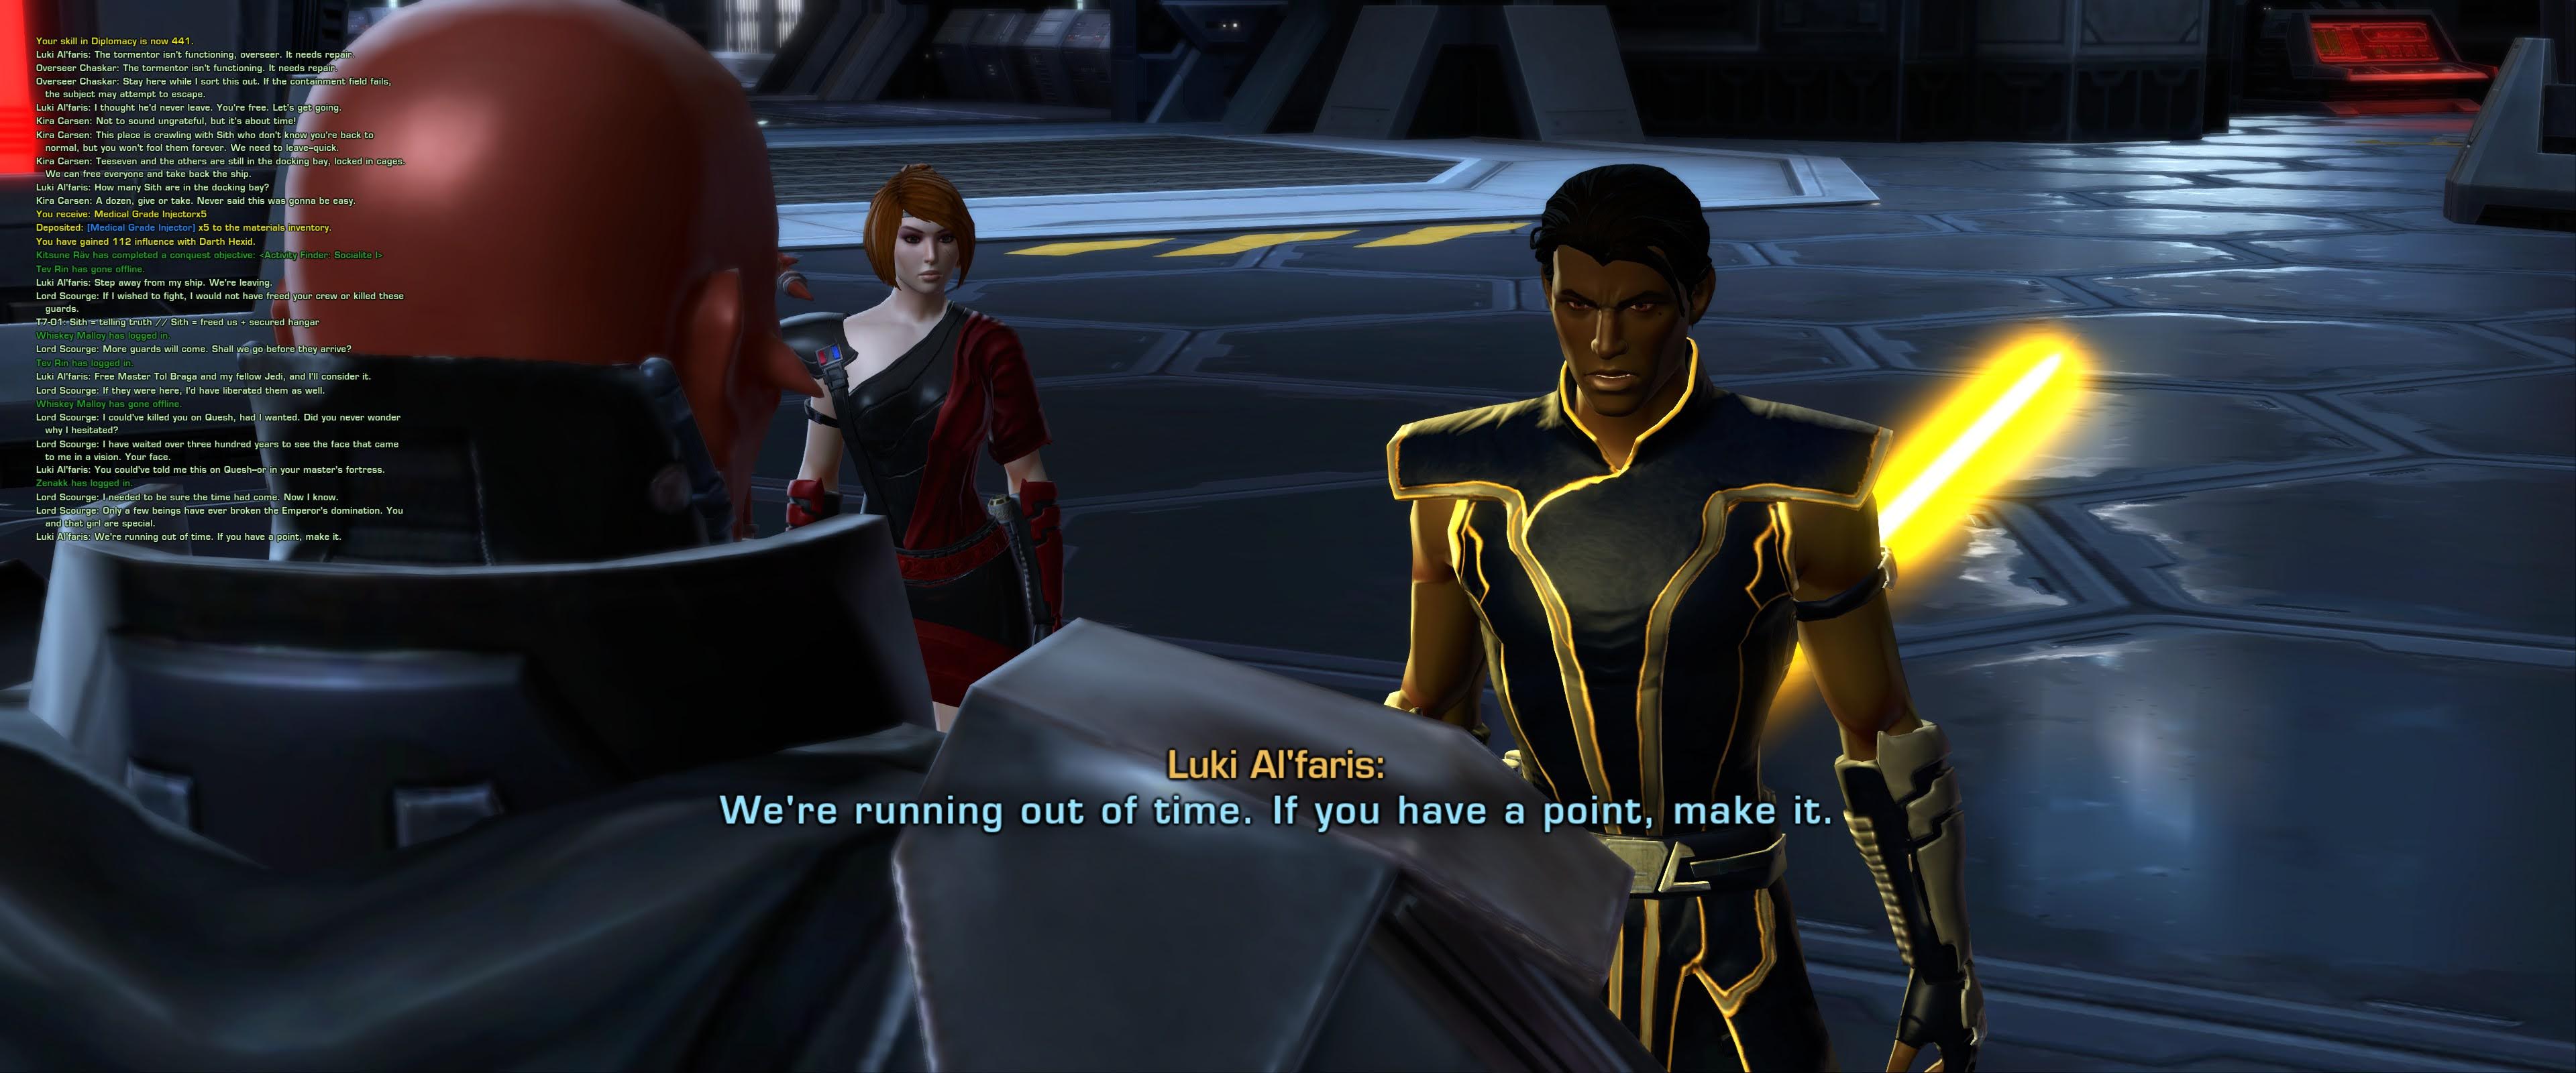 Your skill in Diplomacy is now 441.
Luki Al'faris: The tormentor isn't functioning, overseer. It needs repair.
Overseer Chaskar: The tormentor isn't functioning. It needs repair.
Overseer Chaskar: Stay here while I sort this out. If the containment field fails,
the subject may attempt to escape.
Luki Al'faris: I thought he'd never leave. You're free. Let's get going.
Kira Carsen: Not to sound ungrateful, but it's about time!
Kira Carsen: This place is crawling with Sith who don't know you're back to
normal, but you won't fool them forever. We need to leave–quick.
Kira Carsen: Teeseven and the others are still in the docking bay, locked in cages.
We can free everyone and take back the ship.
Luki Al'faris: How many Sith are in the docking bay?
Kira Carsen: A dozen, give or take. Never said this was gonna be easy.
You receive: Medical Grade Injectorx5
Deposited: [Medical Grade Injector] x5 to the materials inventory.
You have gained 112 influence with Darth Hexid.
Kitsune Räv has completed a conquest objective: <Activity Finder: Socialite I>
Tev Rin has gone offline.
Luki Al'faris: Step away from my ship. We're leaving.
Lord Scourge: If I wished to fight, I would not have freed your crew or killed these
guards.
T7-01: Sith = telling truth // Sith = freed us + secured hangar
Whiskey Malloy has logged in.
Lord Scourge: More guards will come. Shall we go before they arrive?
Tev Rin has logged in.
Luki Al'faris: Free Master Tol Braga and my fellow Jedi, and I'll consider it.
Lord Scourge: If they were here, I'd have liberated them as well.
Whiskey Malloy has gone offline.
Lord Scourge: I could've killed you on Quesh, had I wanted. Did you never wonder
why I hesitated?
Lord Scourge: I have waited over three hundred years to see the face that came
to me in a vision. Your face.
Luki Al'faris: You could've told me this on Quesh–or in your master's fortress.
Zenakk has logged in.
Lord Scourge: I needed to be sure the time had come. Now I know.
Lord Scourge: Only a few beings have ever broken the Emperor's domination. You
and that girl are special.
Luki Al'faris: We're running out of time. If you have a point, make it.
Luki Al'faris:
We're running out of time. If you have a point, make it.